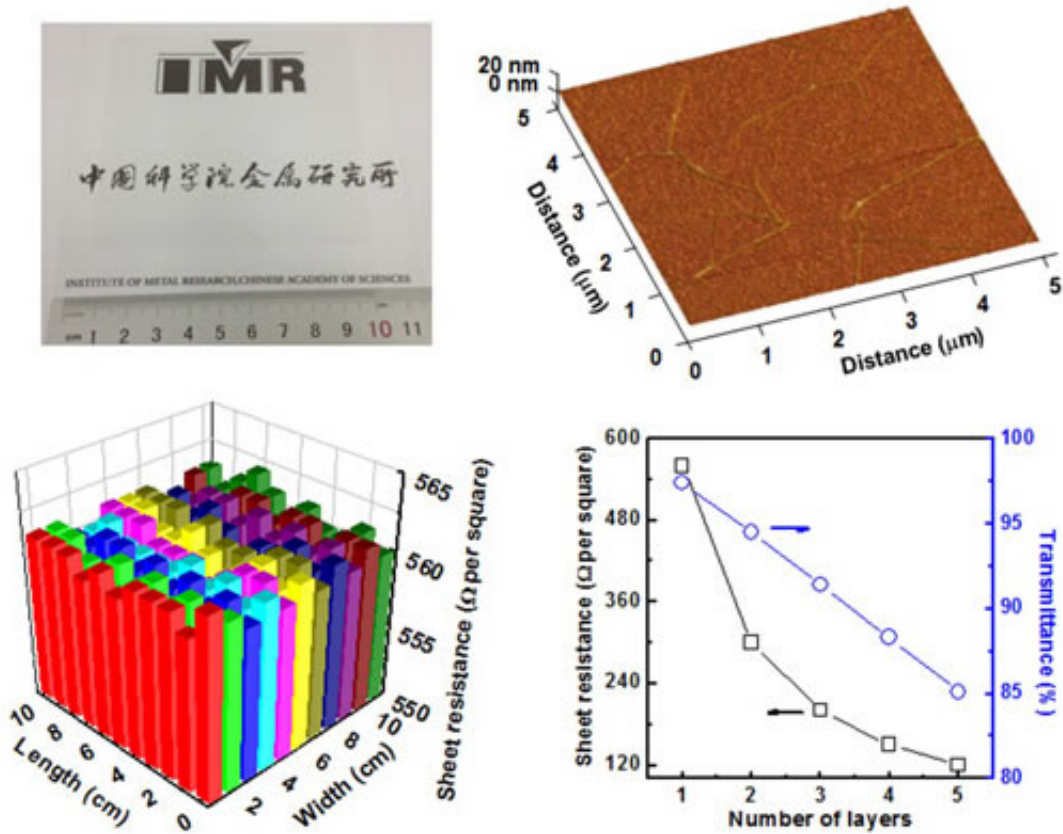 IMR
中国科学院金属研究所
INSTITUTE OF METAL RESEARCH,CHINESE ACADEMY OF SCIENCES
cm 1 2 3 4 5 6 7 8 9 10 11
20 nm
0 nm
5
4
3
2
1
0
Distance (μm)
0
1
2
3
4
5
Distance (μm)
565
560
555
550
Sheet resistance (Ω per square)
10
8
6
4
2
0
Length (cm)
2
4
6
8
10
Width (cm)
600
480
360
240
120
Sheet resistance (Ω per square)
100
95
90
85
80
Transmittance (%)
1 2 3 4 5
Number of layers